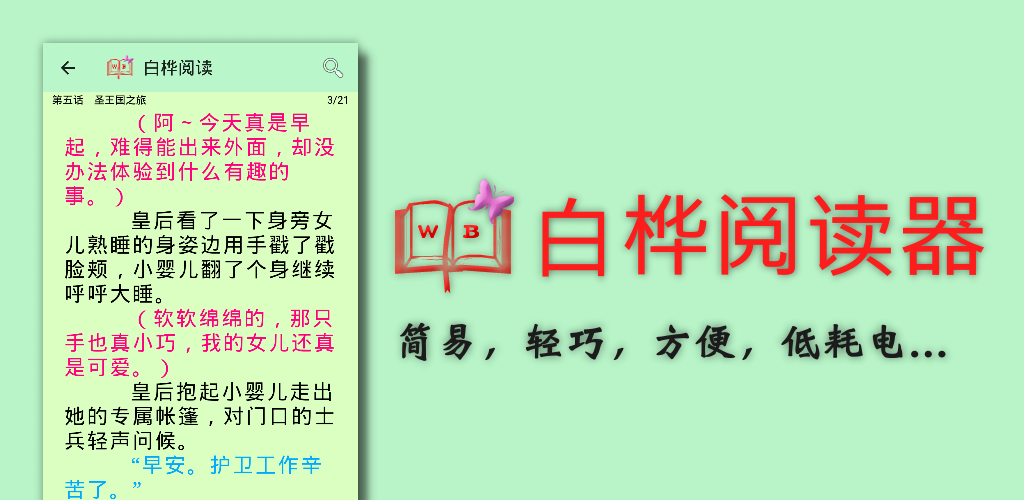 白桦阅读
第五话 圣王国之旅 3/21
（阿～今天真是早
起，难得能出来外面，却没
办法体验到什么有趣的
事。）
皇后看了一下身旁女
儿熟睡的身姿边用手戳了戳
脸颊，小婴儿翻了个身继续
呼呼大睡。
（软软绵绵的，那只
手也真小巧，我的女儿还真
是可爱。）
皇后抱起小婴儿走出
她的专属帐篷，对门口的士
兵轻声问候。
“早安。护卫工作辛
苦了。”
W B
白桦阅读器
简易，轻巧，方便，低耗电...